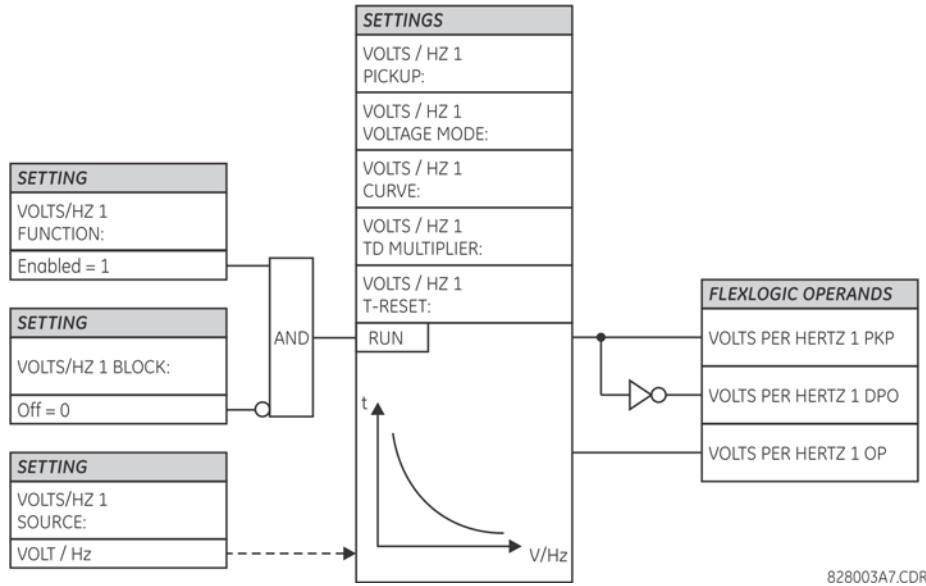 SETTING
VOLTS/HZ 1
FUNCTION:
Enabled = 1
SETTING
VOLTS/HZ 1 BLOCK:
Off = 0
SETTING
VOLTS/HZ 1
SOURCE:
VOLT / Hz
AND
SETTINGS
VOLTS / HZ 1
PICKUP:
VOLTS / HZ 1
VOLTAGE MODE:
VOLTS / HZ 1
CURVE:
VOLTS / HZ 1
TD MULTIPLIER:
VOLTS / HZ 1
T-RESET:
RUN
t
V/Hz
FLEXLOGIC OPERANDS
VOLTS PER HERTZ 1 PKP
VOLTS PER HERTZ 1 DPO
VOLTS PER HERTZ 1 OP
828003A7.CDR